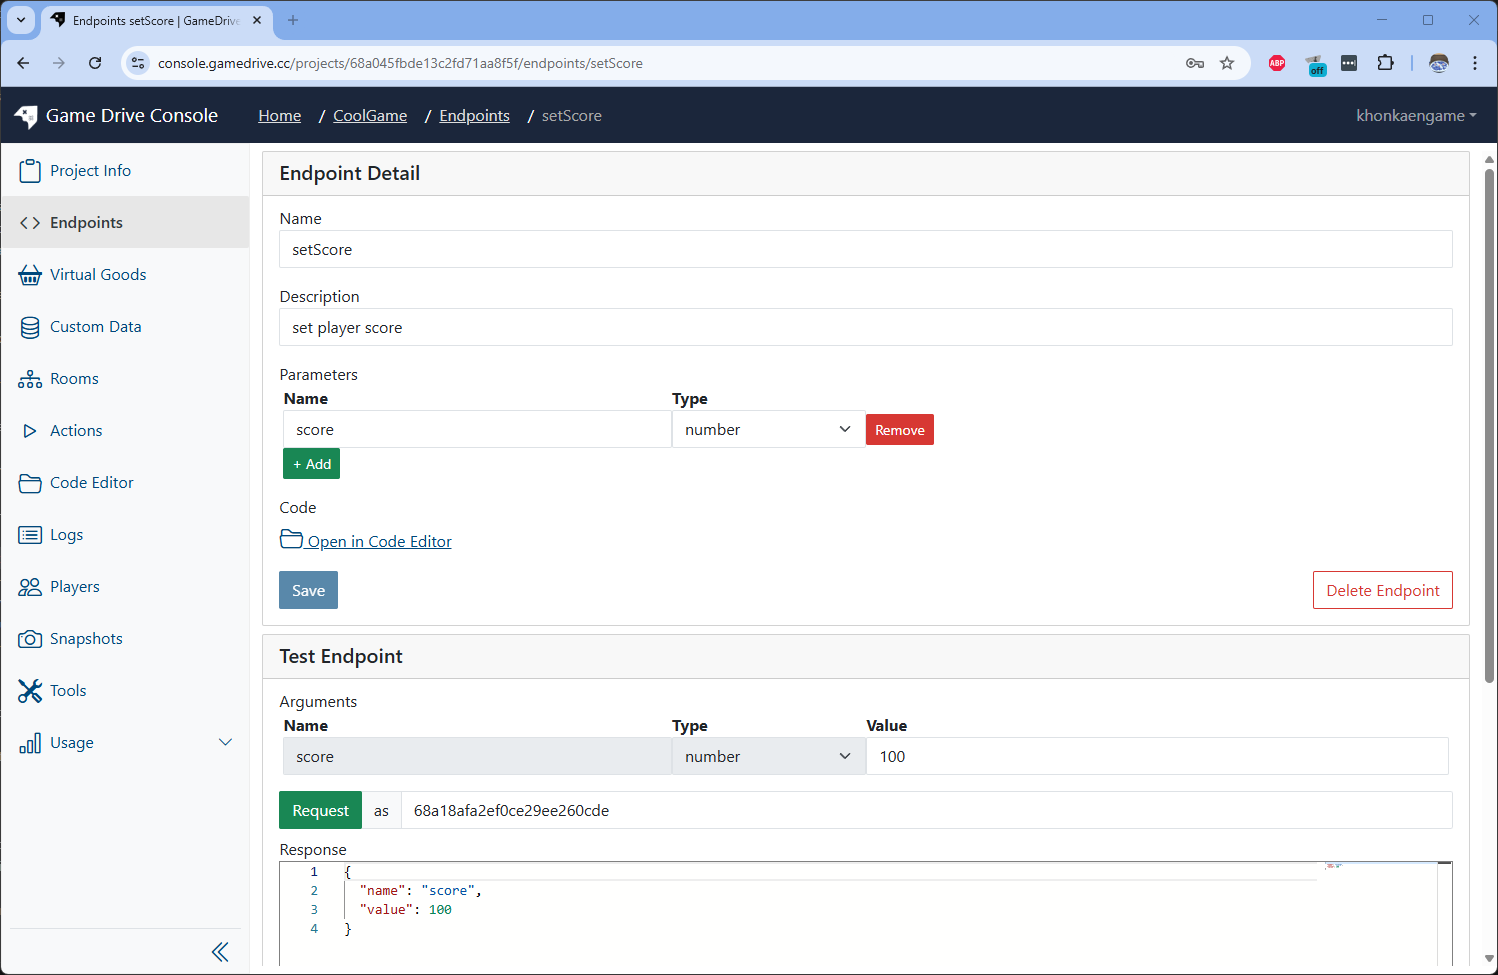 Endpoints setScore | GameDrive
console.gamedrive.cc/projects/68a045fbde13c2fd71aa8f5f/endpoints/setScore
ABP
off
Game Drive Console
Home / CoolGame / Endpoints / setScore
khonkaengame
Project Info
Endpoints
Virtual Goods
Custom Data
Rooms
Actions
Code Editor
Logs
Players
Snapshots
Tools
Usage
Endpoint Detail
Name
setScore
Description
set player score
Parameters
Name Type
score number Remove
+ Add
Code
Open in Code Editor
Save Delete Endpoint
Test Endpoint
Arguments
Name Type Value
score number 100
Request as 68a18afa2ef0ce29ee260cde
Response
1 {
2 "name": "score",
3 "value": 100
4 }